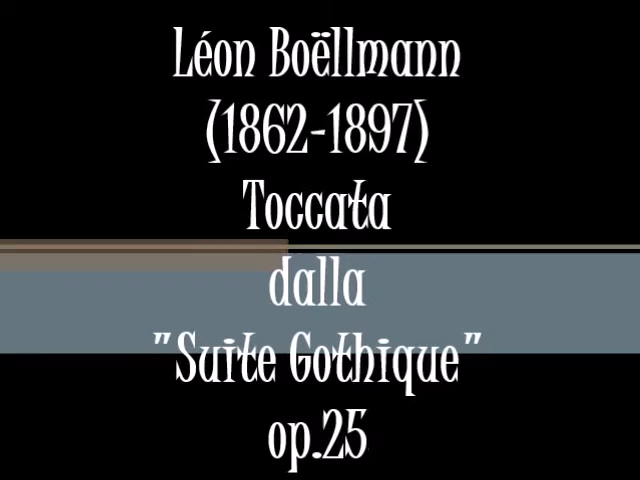 Léon Boëllmann
(1862-1897)
Toccata
dalla
"Suite Gothique"
op.25